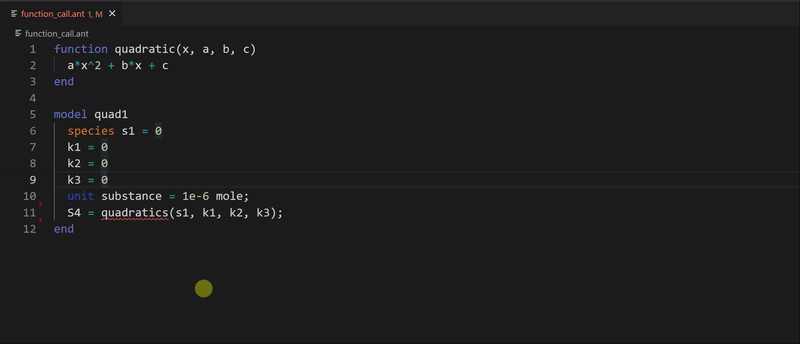 function_call.ant 1, M ×
function_call.ant
1 function quadratic(x, a, b, c)
2 a*x^2 + b*x + c
3 end
4
5 model quad1
6 species s1 = 0
7 k1 = 0
8 k2 = 0
9 k3 = 0
10 unit substance = 1e-6 mole;
11 S4 = quadratics(s1, k1, k2, k3);
12 end